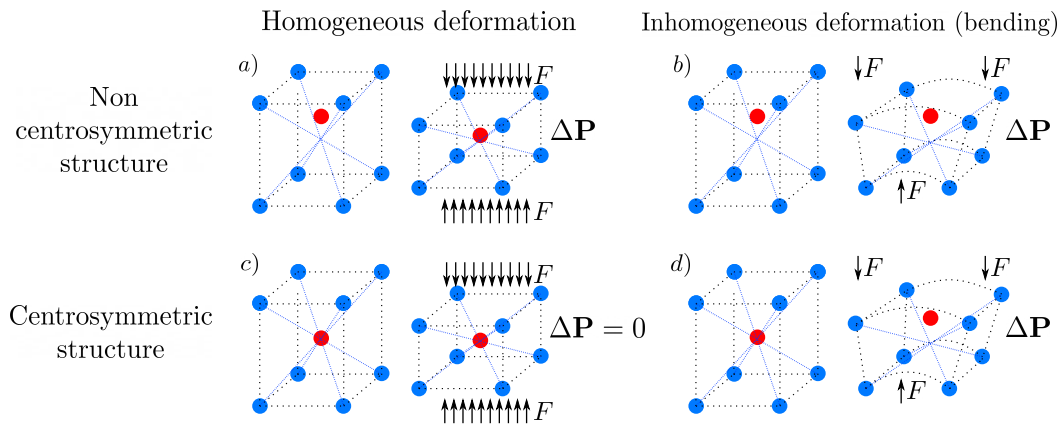 Homogeneous deformation
Inhomogeneous deformation (bending)
Non
centrosymmetric
structure
a)
F
ΔP
F
b)
F
F
ΔP
F
Centrosymmetric
structure
c)
F
ΔP = 0
F
d)
F
F
ΔP
F